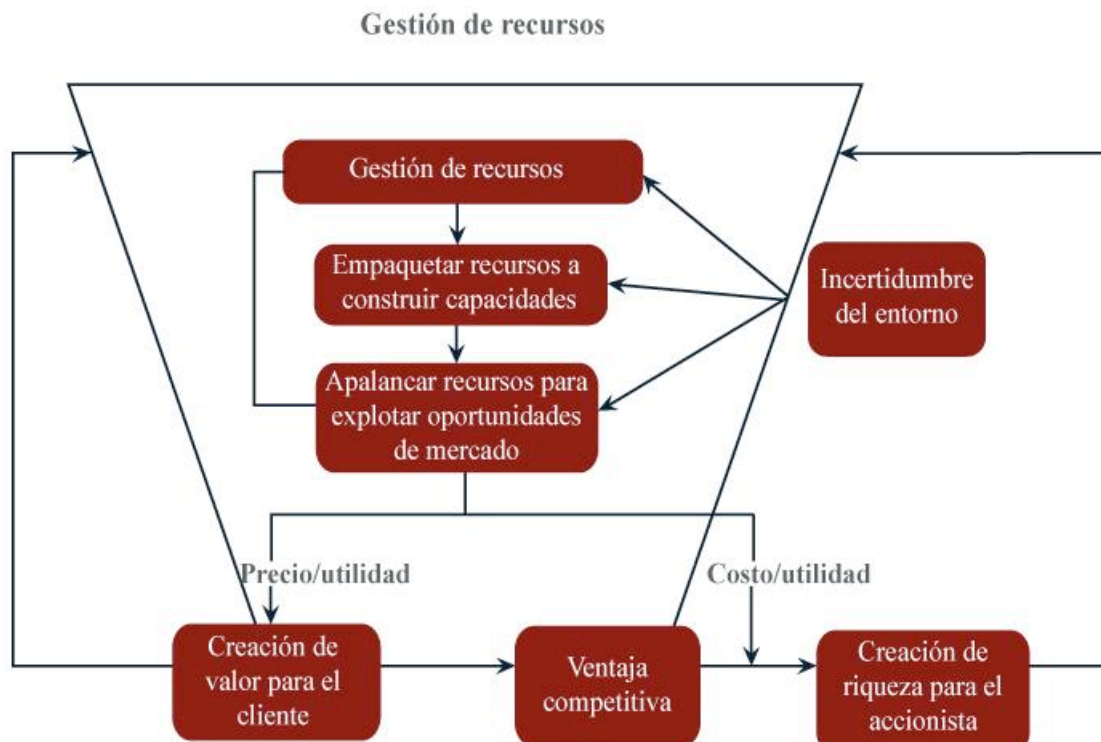 Gestión de recursos
Gestión de recursos
Empaquetar recursos a
construir capacidades
Incertidumbre
del entorno
Apalancar recursos para
explotar oportunidades
de mercado
Precio/utilidad
Costo/utilidad
Creación de
valor para el
cliente
Ventaja
competitiva
Creación de
riqueza para el
accionista